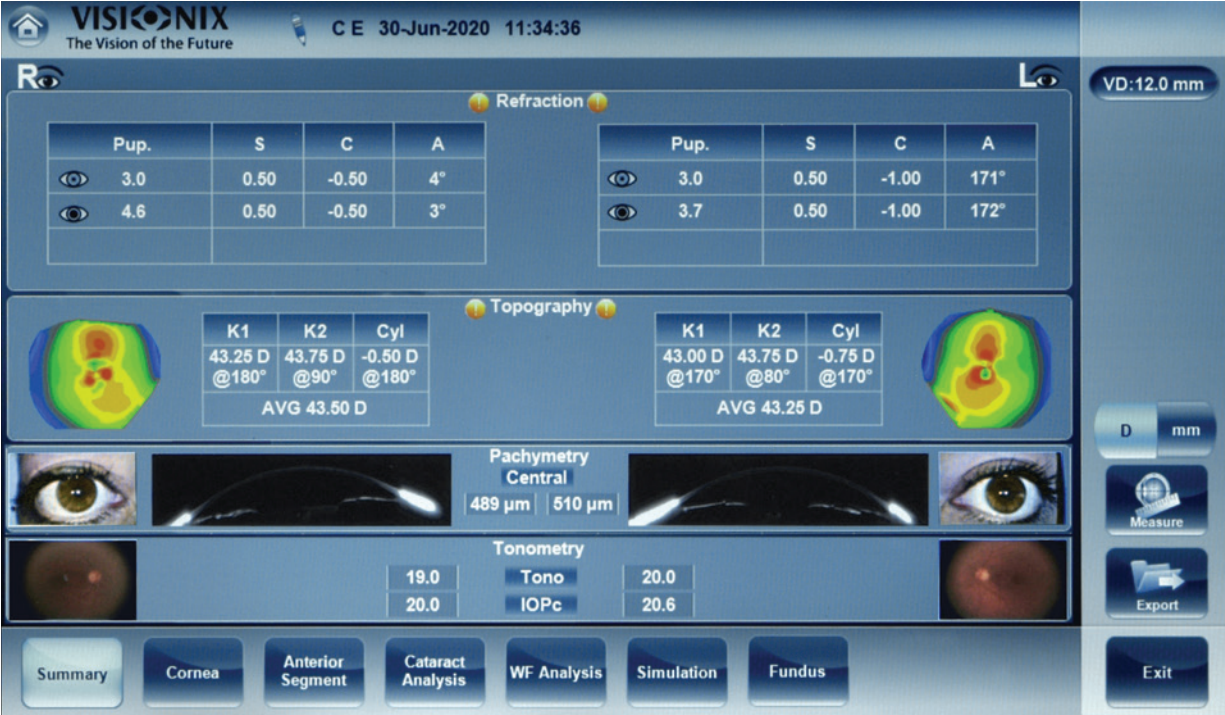 VISIONIX
The Vision of the Future
C E 30-Jun-2020 11:34:36
R
L
VD:12.0 mm
! Refraction !
Pup. S C A
3.0 0.50 -0.50 4°
4.6 0.50 -0.50 3°
Pup. S C A
3.0 0.50 -1.00 171°
3.7 0.50 -1.00 172°
! Topography !
K1 K2 Cyl
43.25 D 43.75 D -0.50 D
@180° @90° @180°
AVG 43.50 D
K1 K2 Cyl
43.00 D 43.75 D -0.75 D
@170° @80° @170°
AVG 43.25 D
D mm
Pachymetry
Central
489 µm 510 µm
Measure
Tonometry
19.0 Tono 20.0
20.0 IOPc 20.6
Export
Summary
Cornea
Anterior
Segment
Cataract
Analysis
WF Analysis
Simulation
Fundus
Exit